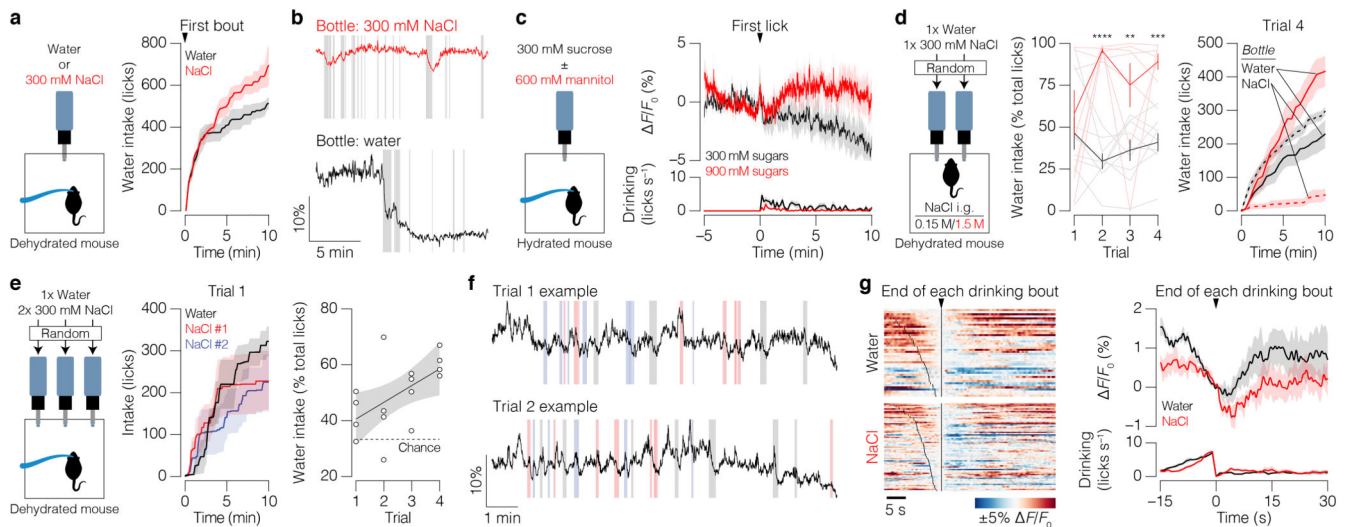 a
Water
or
300 mM NaCl
Dehydrated mouse
First bout
Water
NaCl
Water intake (licks)
800
600
400
200
0
0 5 10
Time (min)
b
Bottle: 300 mM NaCl
Bottle: water
10%
5 min
c
300 mM sucrose
±
600 mM mannitol
Hydrated mouse
First lick
ΔF/F0 (%)
5
0
−5
300 mM sugars
900 mM sugars
Drinking
(licks s⁻¹)
10
0
−5 0 5 10
Time (min)
d
1x Water
1x 300 mM NaCl
Random
NaCl i.g.
0.15 M/1.5 M
Dehydrated mouse
**** ** ***
Water intake (% total licks)
100
75
50
25
0
1 2 3 4
Trial
Trial 4
Bottle
Water
NaCl
Water intake (licks)
500
400
300
200
100
0
0 5 10
Time (min)
e
1x Water
2x 300 mM NaCl
Random
Dehydrated mouse
Trial 1
Water
NaCl #1
NaCl #2
Intake (licks)
400
300
200
100
0
0 5 10
Time (min)
Water intake (% total licks)
80
60
40
20
Chance
1 2 3 4
Trial
f
Trial 1 example
Trial 2 example
10%
1 min
g
End of each drinking bout
Water
NaCl
5 s
±5% ΔF/F0
End of each drinking bout
ΔF/F0 (%)
2
1
0
−1
Water
NaCl
Drinking
(licks s⁻¹)
10
0
−15 0 15 30
Time (s)